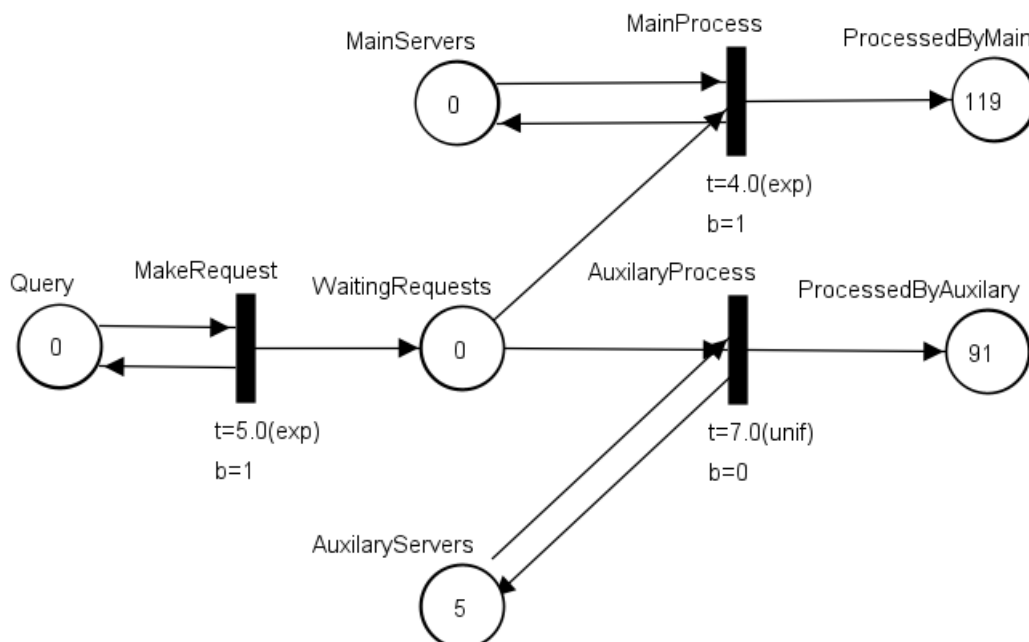 MainServers
0
MainProcess
t=4.0(exp)
b=1
ProcessedByMain
119
Query
0
MakeRequest
t=5.0(exp)
b=1
WaitingRequests
0
AuxilaryProcess
t=7.0(unif)
b=0
ProcessedByAuxilary
91
AuxilaryServers
5